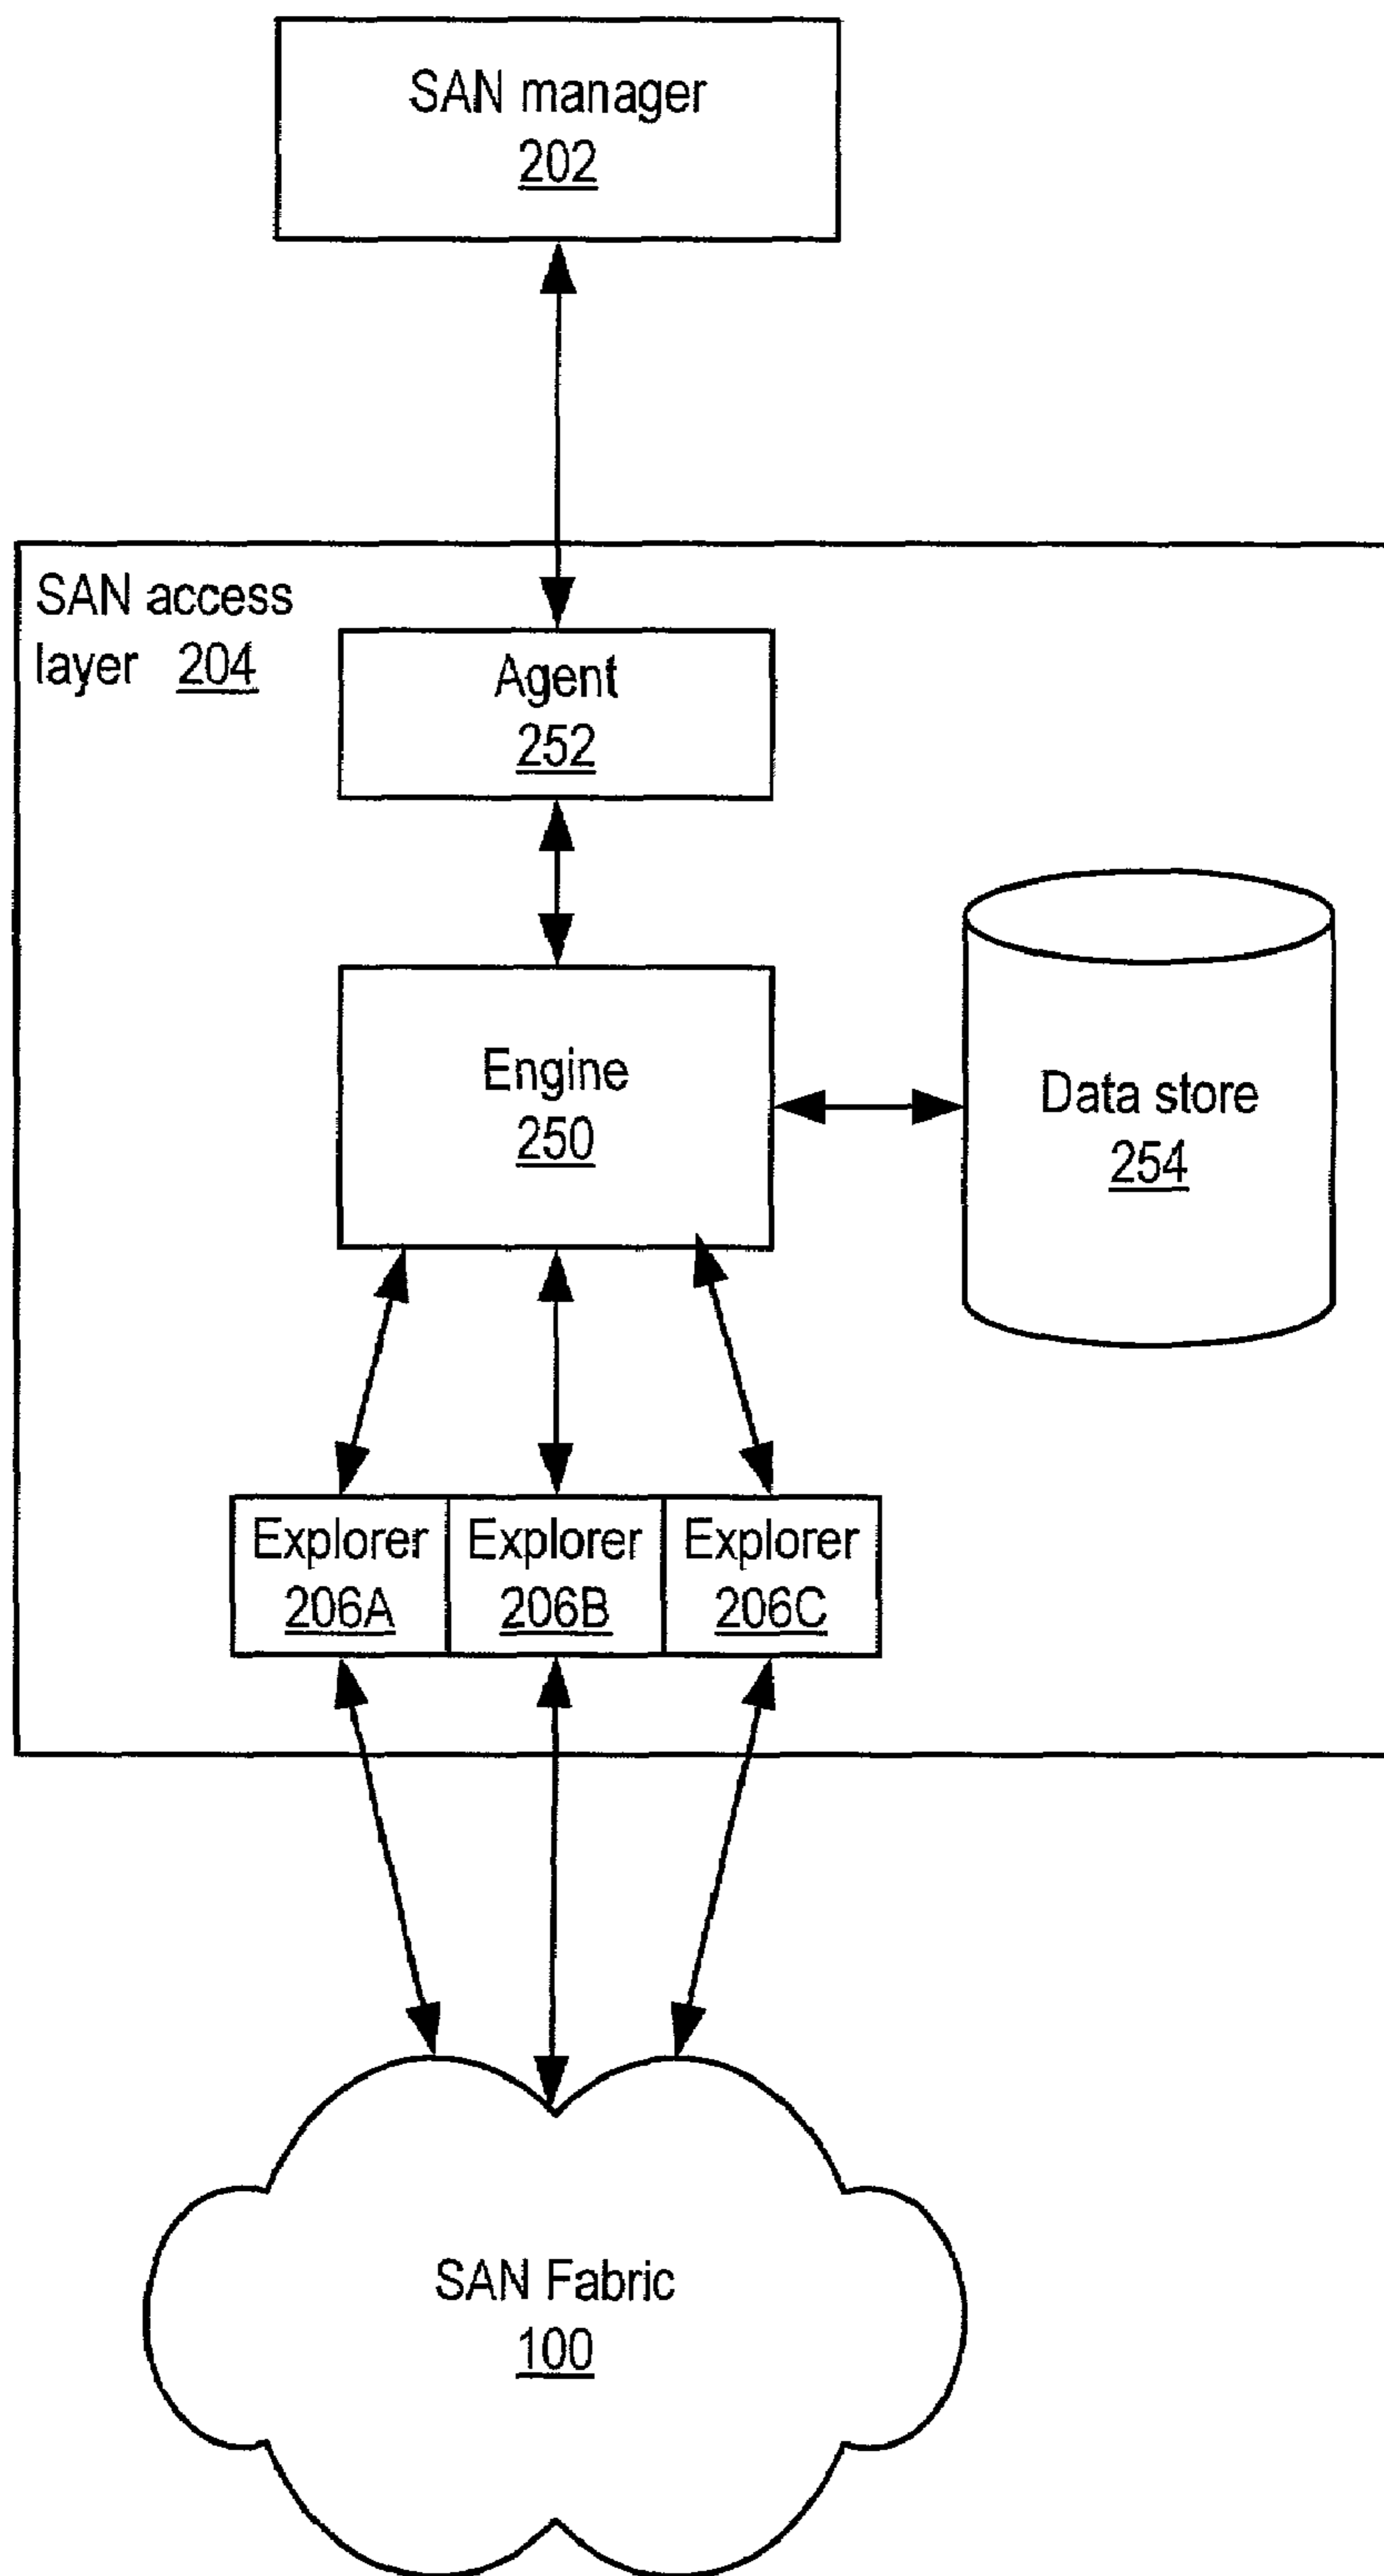 SAN manager
202
SAN access
layer 204
Agent
252
Engine
250
Data store
254
Explorer
206A
Explorer
206B
Explorer
206C
SAN Fabric
100